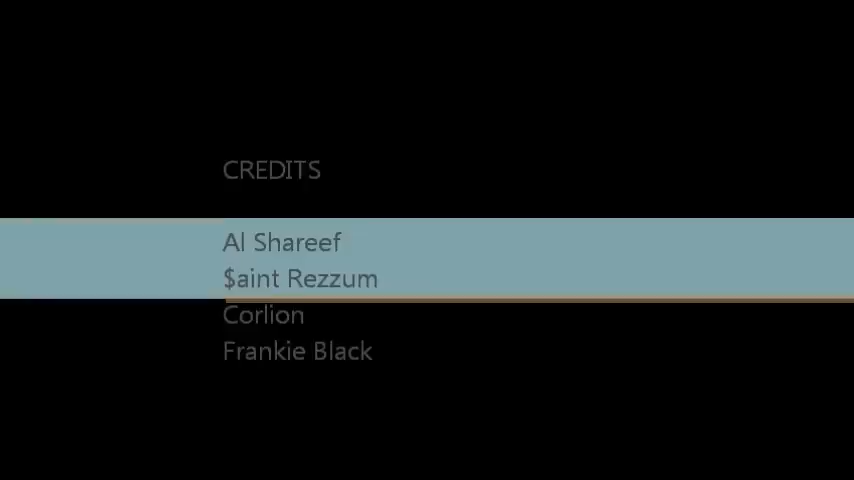 CREDITS
Al Shareef
$aint Rezzum
Corlion
Frankie Black